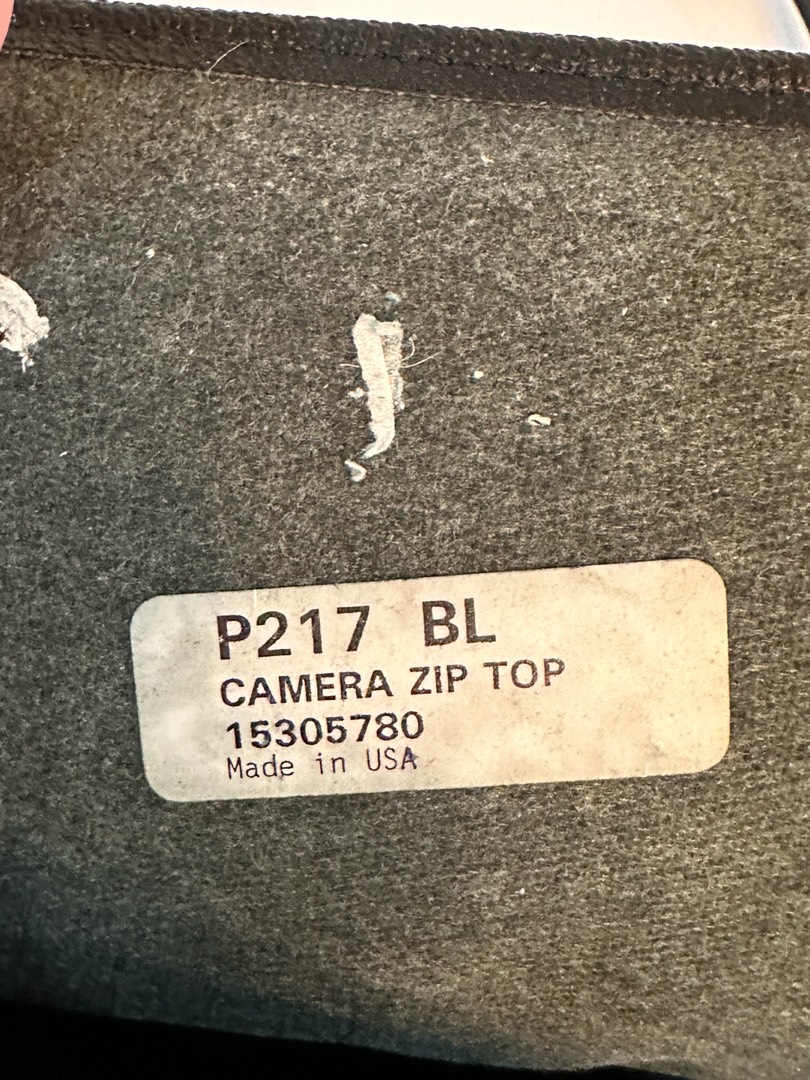 P217 BL
CAMERA ZIP TOP
15305780
Made in USA